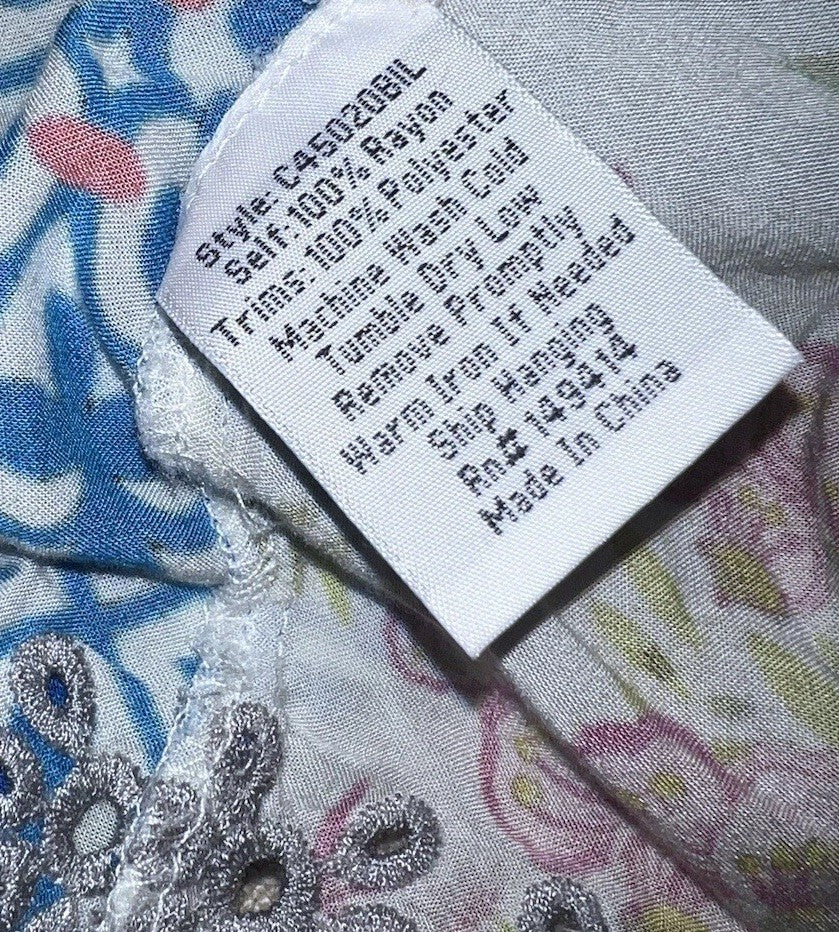 Style: C45020BIL
Self: 100% Rayon
Trims: 100% Polyester
Machine Wash Cold
Tumble Dry Low
Remove Promptly
Warm Iron If Needed
Ship Hanging
Rn# 149414
Made In China